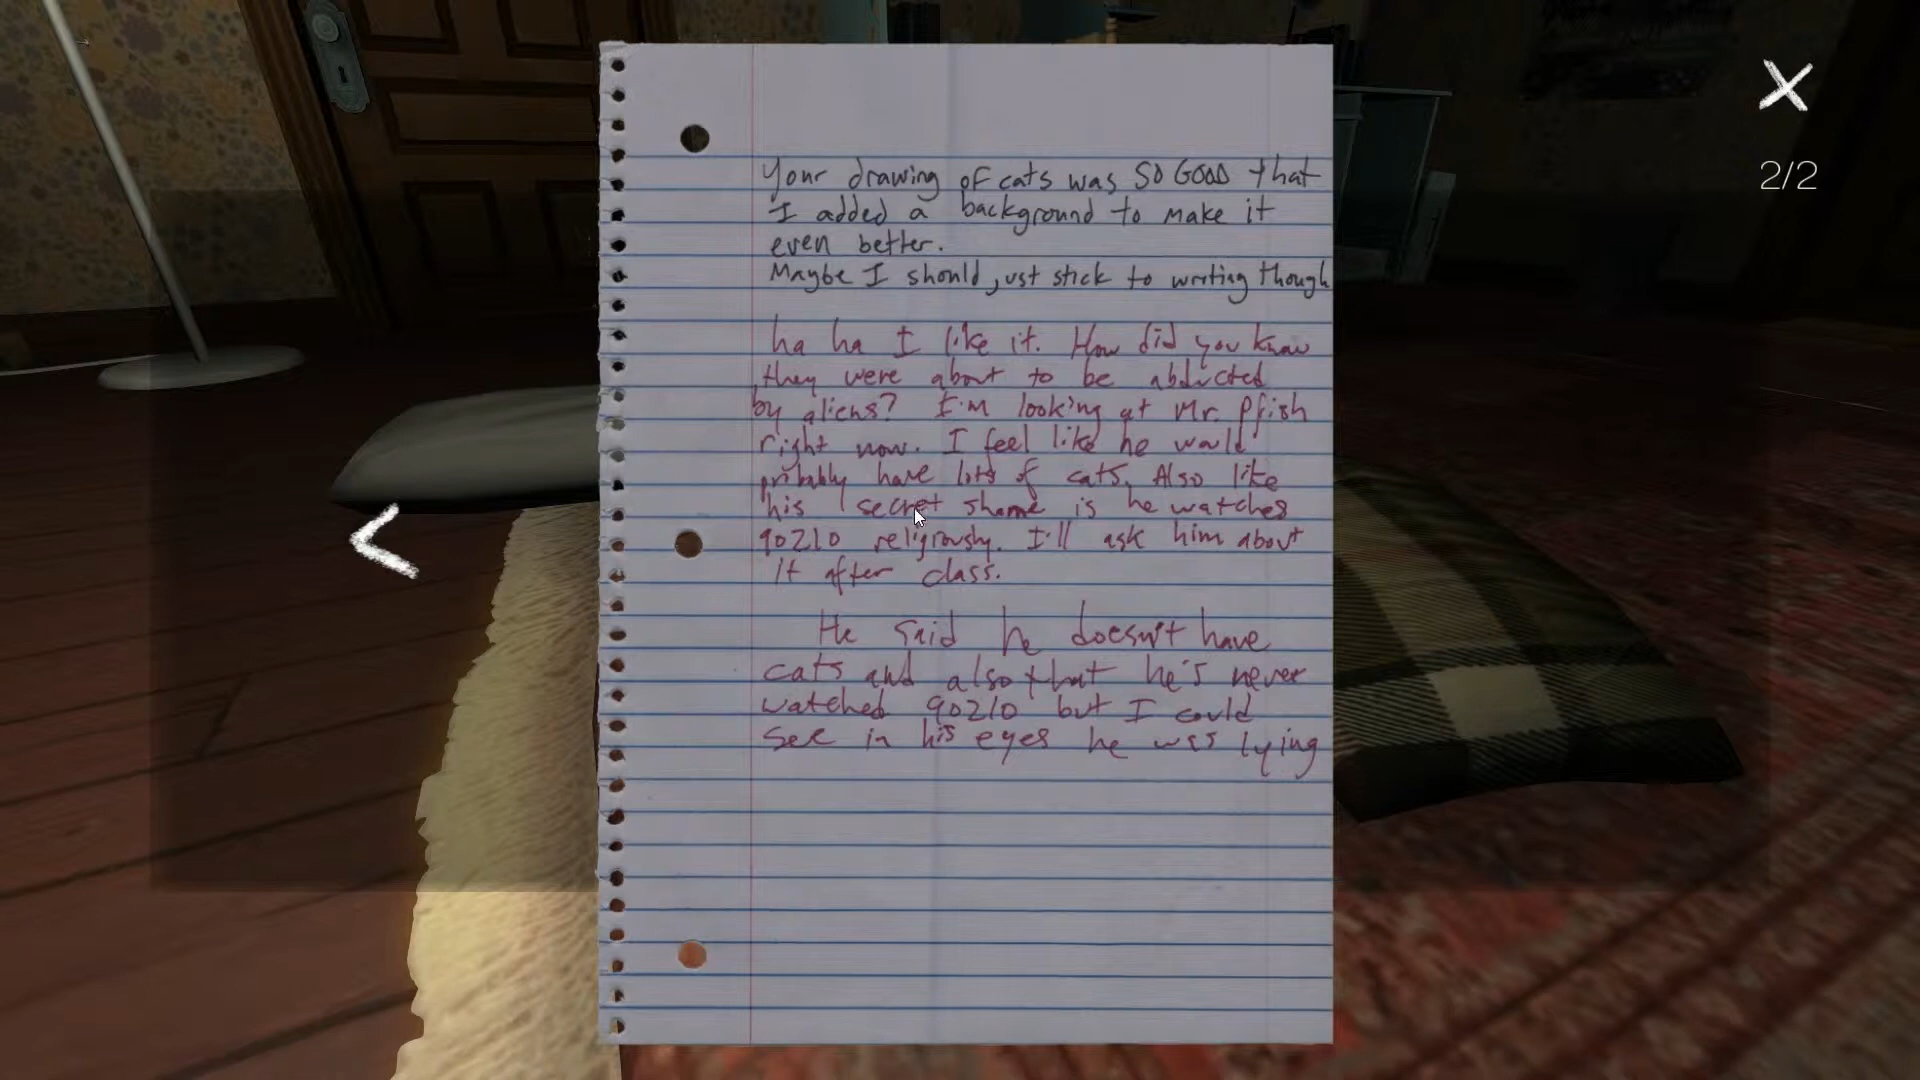 2/2
Your drawing of cats was SO GOOD that
I added a background to make it
even better.
Maybe I should just stick to writing though
ha ha I like it. How did you know
they were about to be abducted
by aliens? I'm looking at Mr. Pfish
right now. I feel like he would
probably have lots of cats. Also like
his secret shame is he watches
90210 religiously. I'll ask him about
it after class.
He said he doesn't have
cats and also that he's never
watched 90210 but I could
see in his eyes he was lying